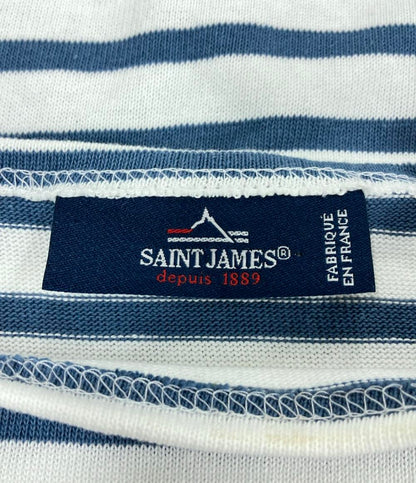 SAINT JAMES®
depuis 1889
FABRIQUÉ
EN FRANCE